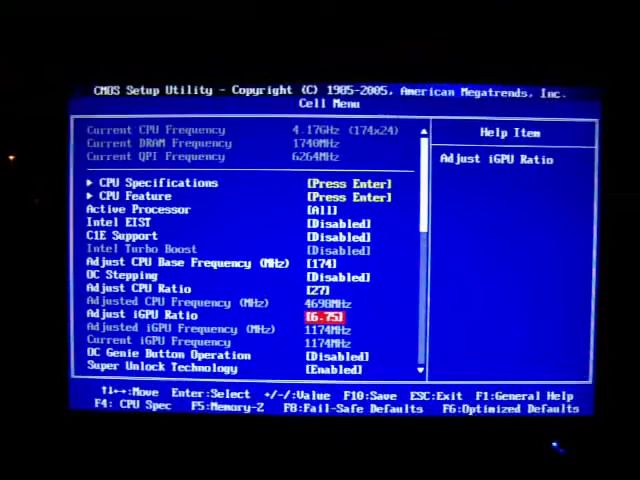 CMOS Setup Utility - Copyright (C) 1985-2005, American Megatrends, Inc.
Cell Menu
Current CPU Frequency 4.17GHz (174x24)
Current DRAM Frequency 1740MHz
Current QPI Frequency 6264MHz
CPU Specifications [Press Enter]
CPU Feature [Press Enter]
Active Processor [All]
Intel EIST [Disabled]
C1E Support [Disabled]
Intel Turbo Boost [Disabled]
Adjust CPU Base Frequency (MHz) [174]
OC Stepping [Disabled]
Adjust CPU Ratio [27]
Adjusted CPU Frequency (MHz) 4698MHz
Adjust iGPU Ratio [6.75]
Adjusted iGPU Frequency (MHz) 1174MHz
Current iGPU Frequency 1174MHz
OC Genie Button Operation [Disabled]
Super Unlock Technology [Enabled]
Help Item
Adjust iGPU Ratio
↑↓←→:Move Enter:Select +/-/:Value F10:Save ESC:Exit F1:General Help
F4: CPU Spec F5:Memory-Z F8:Fail-Safe Defaults F6:Optimized Defaults